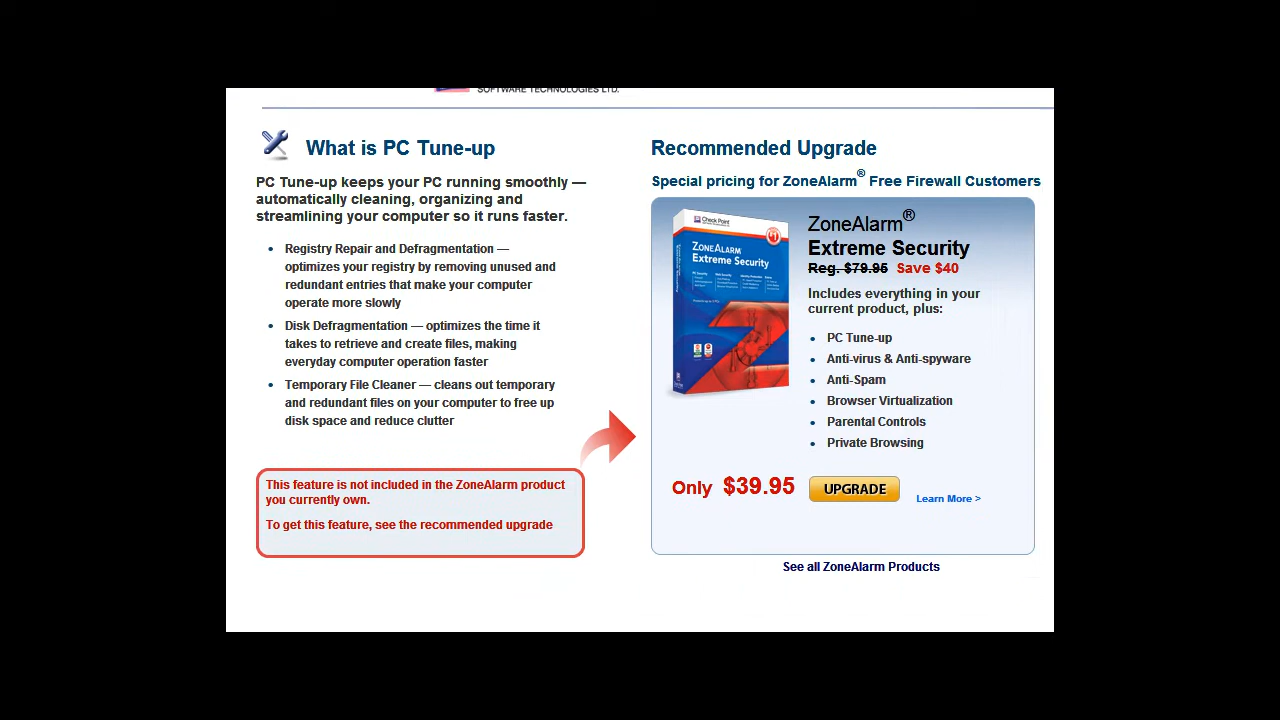 SOFTWARE TECHNOLOGIES LTD.
What is PC Tune-up
PC Tune-up keeps your PC running smoothly —
automatically cleaning, organizing and
streamlining your computer so it runs faster.
• Registry Repair and Defragmentation —
optimizes your registry by removing unused and
redundant entries that make your computer
operate more slowly
• Disk Defragmentation — optimizes the time it
takes to retrieve and create files, making
everyday computer operation faster
• Temporary File Cleaner — cleans out temporary
and redundant files on your computer to free up
disk space and reduce clutter
This feature is not included in the ZoneAlarm product
you currently own.
To get this feature, see the recommended upgrade
Recommended Upgrade
Special pricing for ZoneAlarm® Free Firewall Customers
Check Point
ZoneAlarm
Extreme Security
ZoneAlarm®
Extreme Security
Reg. $79.95 Save $40
Includes everything in your
current product, plus:
• PC Tune-up
• Anti-virus & Anti-spyware
• Anti-Spam
• Browser Virtualization
• Parental Controls
• Private Browsing
Only $39.95 UPGRADE Learn More >
See all ZoneAlarm Products